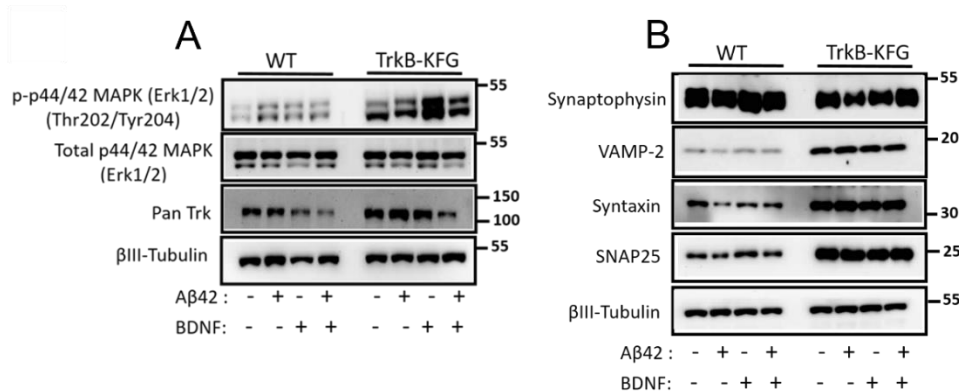 A
WT TrkB-KFG
p-p44/42 MAPK (Erk1/2)
(Thr202/Tyr204)
55
Total p44/42 MAPK
(Erk1/2)
55
Pan Trk
150
100
βIII-Tubulin
55
Aβ42 : - + - + - + - +
BDNF: - - + + - - + +
B
WT TrkB-KFG
Synaptophysin
55
VAMP-2
20
Syntaxin
30
SNAP25
25
βIII-Tubulin
55
Aβ42 : - + - + - + - +
BDNF: - - + + - - + +